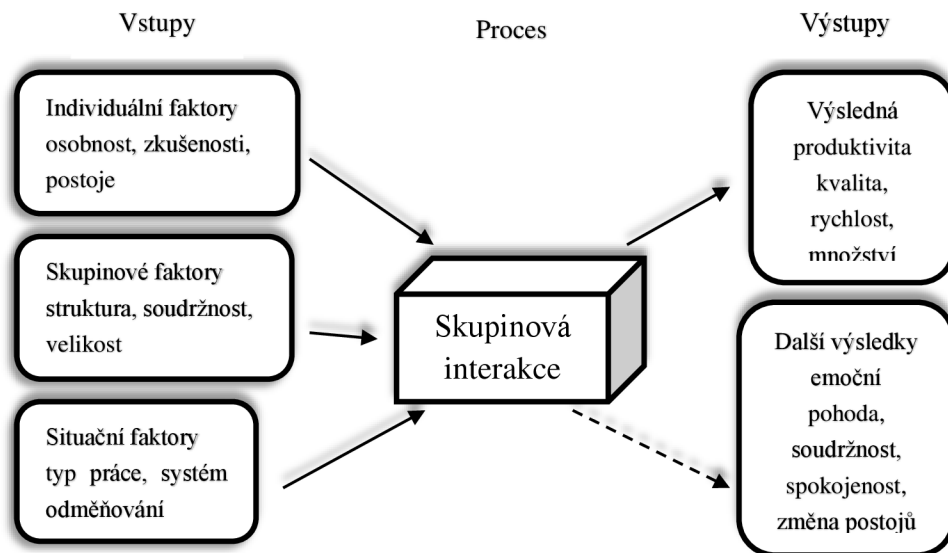 Vstupy
Proces
Výstupy
Individuální faktory
osobnost, zkušenosti,
postoje
Skupinové faktory
struktura, soudržnost,
velikost
Situační faktory
typ práce, systém
odměňování
Skupinová
interakce
Výsledná
produktivita
kvalita,
rychlost,
množství
Další výsledky
emoční
pohoda,
soudržnost,
spokojenost,
změna postojů